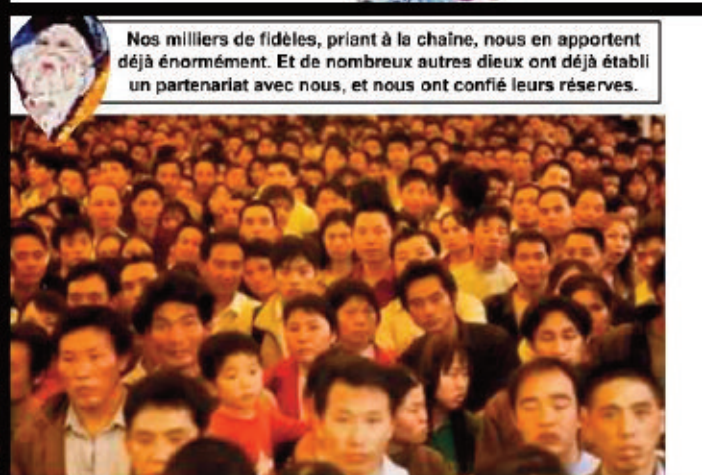 Nos milliers de fidèles, priant à la chaîne, nous en apportent
déjà énormément. Et de nombreux autres dieux ont déjà établi
un partenariat avec nous, et nous ont confié leurs réserves.